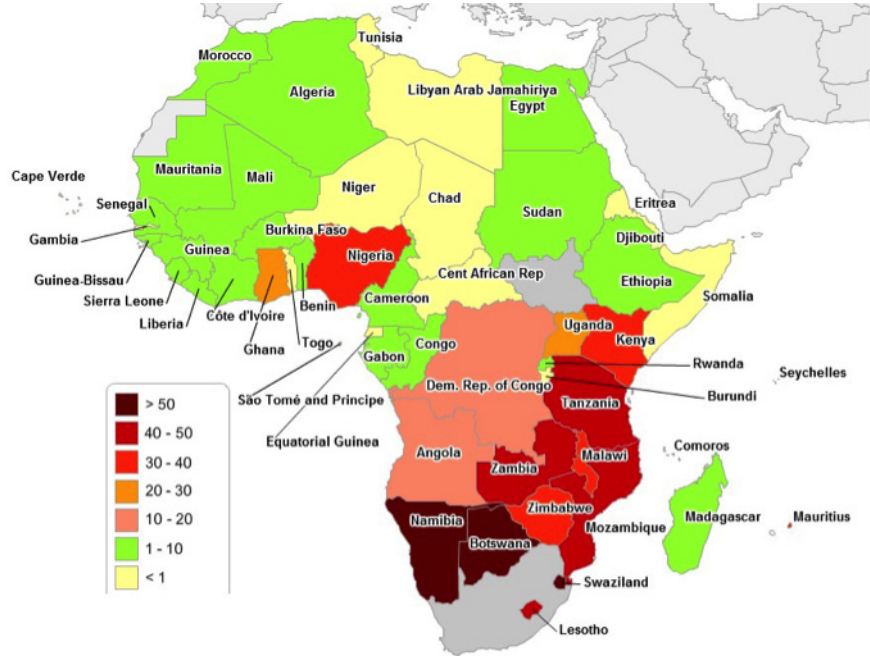 Tunisia
Morocco
Algeria
Libyan Arab Jamahiriya
Egypt
Mauritania
Mali
Cape Verde
Niger
Chad
Sudan
Eritrea
Senegal
Gambia
Guinea
Burkina Faso
Nigeria
Djibouti
Guinea-Bissau
Cent African Rep
Ethiopia
Somalia
Sierra Leone
Liberia
Côte d'Ivoire
Benin
Cameroon
Ghana
Togo
Gabon
Congo
Uganda
Kenya
Rwanda
Seychelles
Dem. Rep. of Congo
Burundi
São Tomé and Principe
Tanzania
Equatorial Guinea
> 50
40 - 50
30 - 40
20 - 30
10 - 20
1 - 10
< 1
Angola
Zambia
Malawi
Comoros
Namibia
Zimbabwe
Mozambique
Madagascar
Mauritius
Botswana
Swaziland
Lesotho